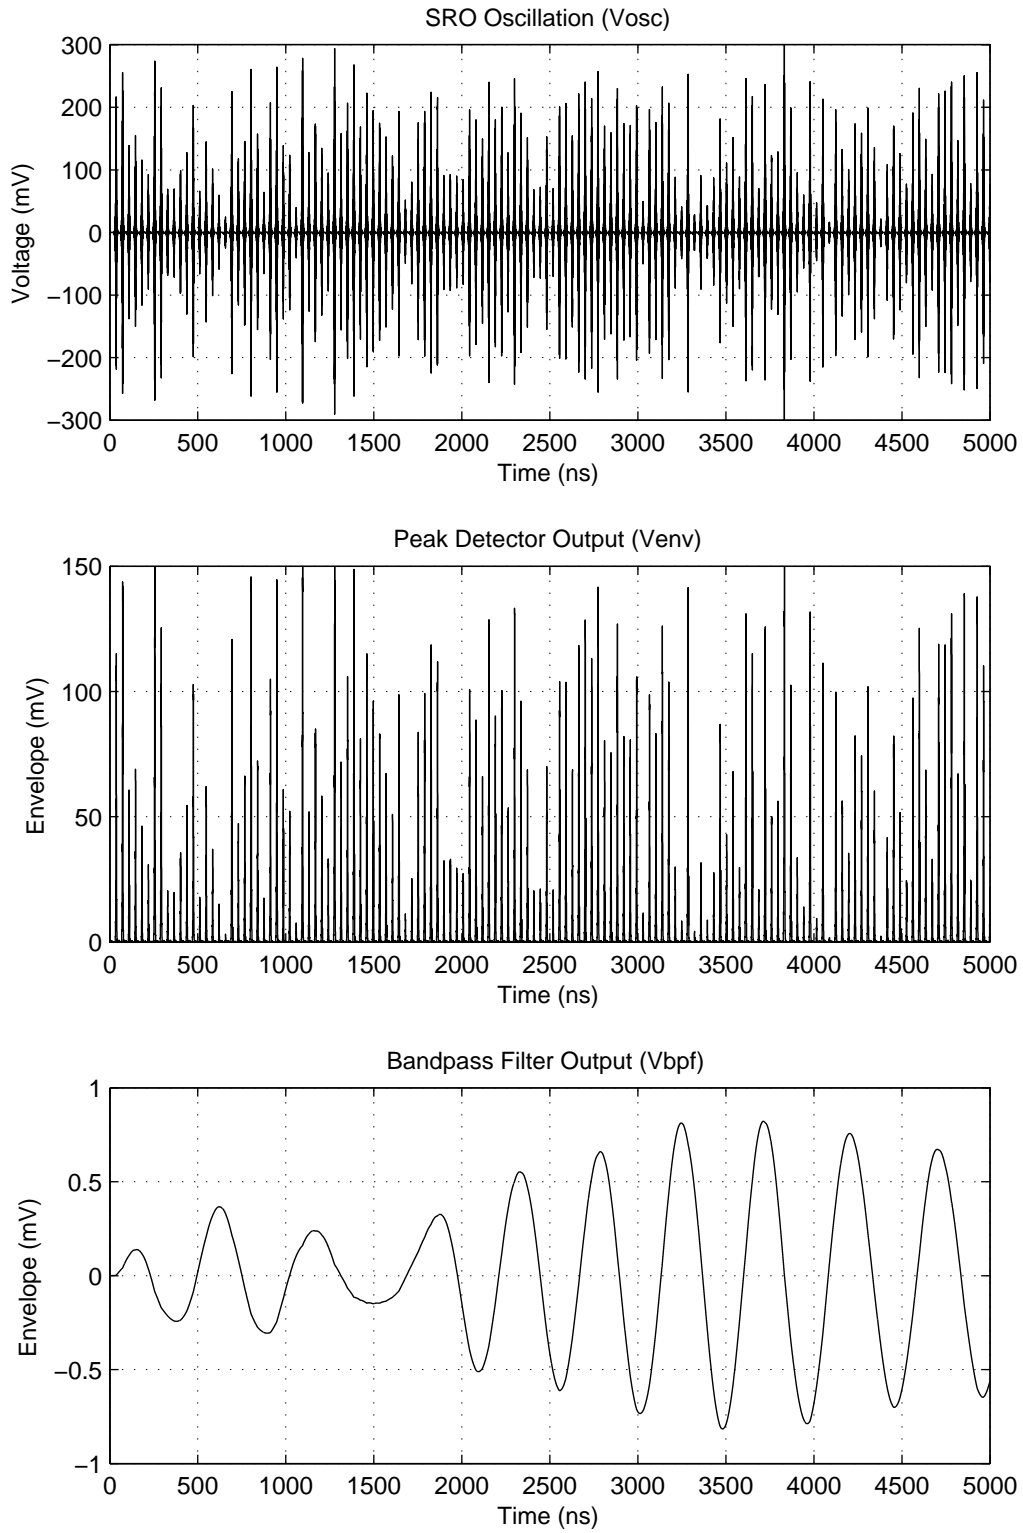 SRO Oscillation (Vosc)
300
200
100
0
−100
−200
−300
Voltage (mV)
0 500 1000 1500 2000 2500 3000 3500 4000 4500 5000
Time (ns)
Peak Detector Output (Venv)
150
100
50
0
Envelope (mV)
0 500 1000 1500 2000 2500 3000 3500 4000 4500 5000
Time (ns)
Bandpass Filter Output (Vbpf)
1
0.5
0
−0.5
−1
Envelope (mV)
0 500 1000 1500 2000 2500 3000 3500 4000 4500 5000
Time (ns)